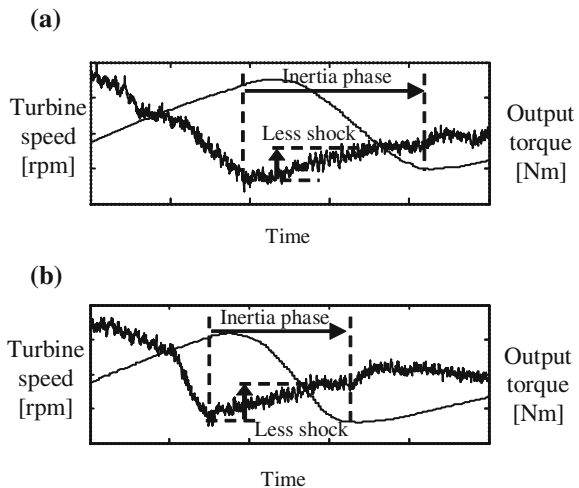 (a)
Turbine
speed
[rpm]
Inertia phase
Less shock
Output
torque
[Nm]
Time
(b)
Turbine
speed
[rpm]
Inertia phase
Less shock
Output
torque
[Nm]
Time